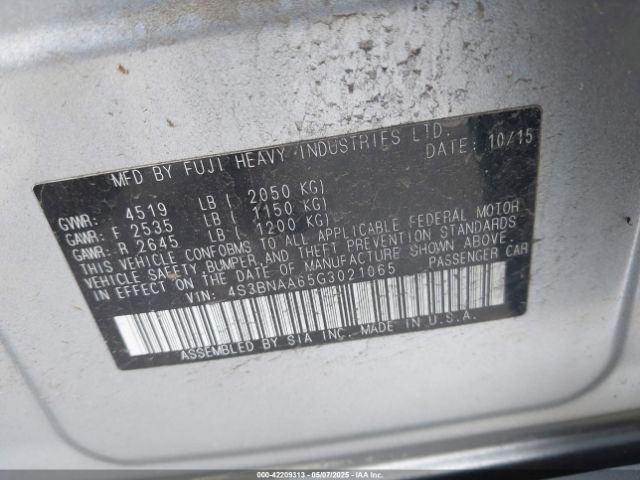 MFD BY FUJI HEAVY INDUSTRIES LTD.
DATE: 10/15
GVWR: 4519 LB ( 2050 KG)
GAWR: F 2535 LB ( 1150 KG)
GAWR: R 2645 LB ( 1200 KG)
THIS VEHICLE CONFORMS TO ALL APPLICABLE FEDERAL MOTOR
VEHICLE SAFETY BUMPER, AND THEFT PREVENTION STANDARDS
IN EFFECT ON THE DATE OF MANUFACTURE SHOWN ABOVE.
VIN: 4S3BNAA65G3021065 PASSENGER CAR
ASSEMBLED BY SIA INC. MADE IN U.S.A.
000-42209313 - 05/07/2025 - IAA Inc.